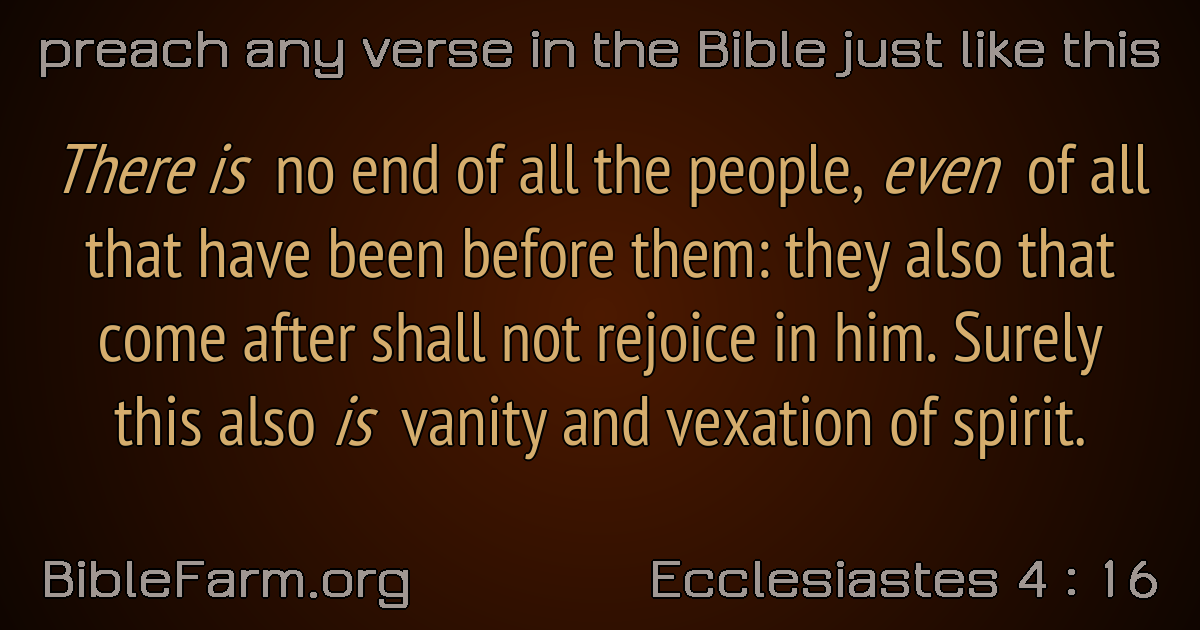 preach any verse in the Bible just like this
There is no end of all the people, even of all
that have been before them: they also that
come after shall not rejoice in him. Surely
this also is vanity and vexation of spirit.
BibleFarm.org
Ecclesiastes 4 : 16